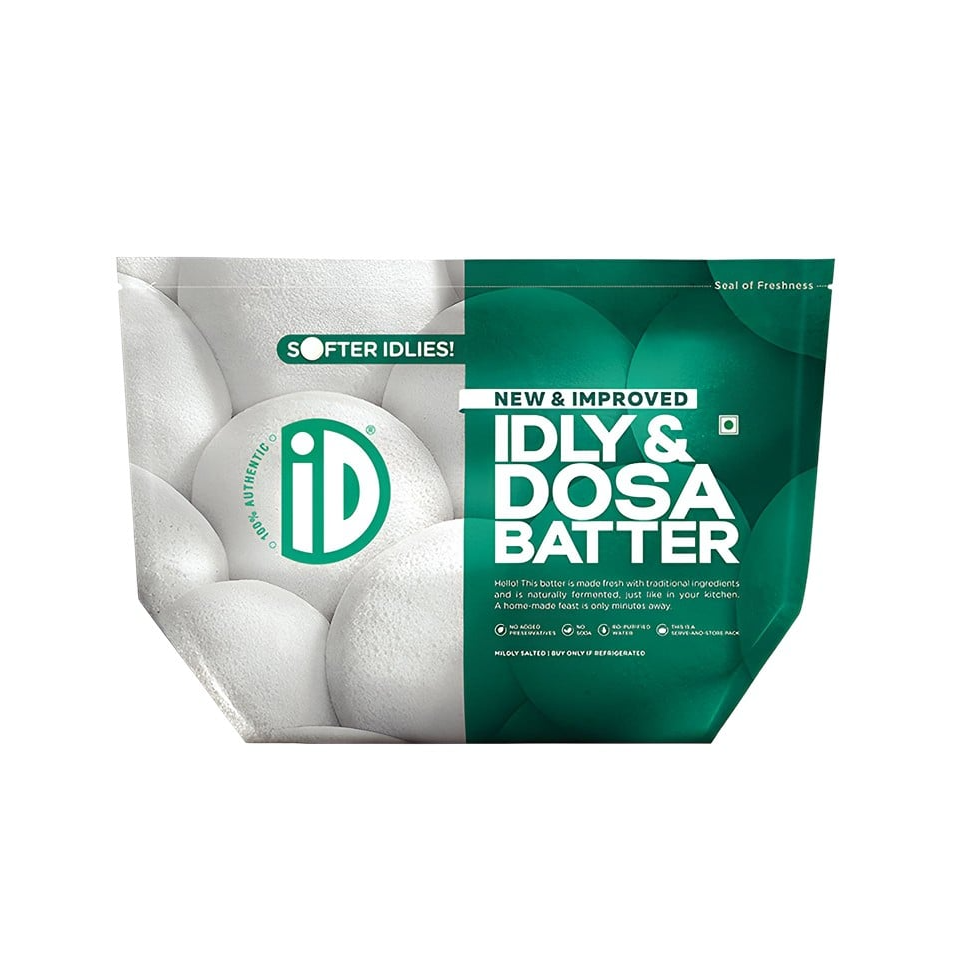 Seal of Freshness
SOFTER IDLIES!
100% AUTHENTIC
iD
®
NEW & IMPROVED
IDLY &
DOSA
BATTER
Hello! This batter is made fresh with traditional ingredients
and is naturally fermented, just like in your kitchen.
A home-made feast is only minutes away.
NO ADDED
PRESERVATIVES
NO
SODA
RO-PURIFIED
WATER
THIS IS A
SERVE-AND-STORE PACK
MILDLY SALTED | BUY ONLY IF REFRIGERATED